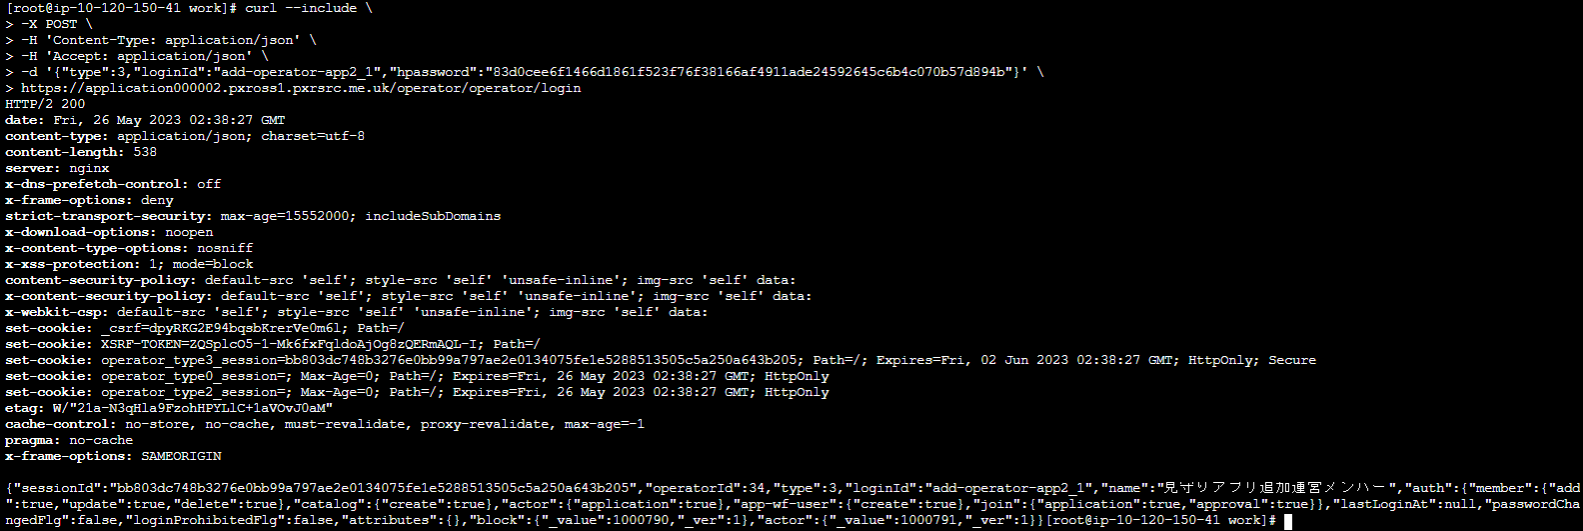 [root@ip-10-120-150-41 work]# curl --include \
> -X POST \
> -H 'Content-Type: application/json' \
> -H 'Accept: application/json' \
> -d '{"type":3,"loginId":"add-operator-app2_1","hpassword":"83d0cee6f1466d1861f523f76f38166af4911ade24592645c6b4c070b57d894b"}' \
> https://application000002.pxross1.pxrsrc.me.uk/operator/operator/login
HTTP/2 200
date: Fri, 26 May 2023 02:38:27 GMT
content-type: application/json; charset=utf-8
content-length: 538
server: nginx
x-dns-prefetch-control: off
x-frame-options: deny
strict-transport-security: max-age=15552000; includeSubDomains
x-download-options: noopen
x-content-type-options: nosniff
x-xss-protection: 1; mode=block
content-security-policy: default-src 'self'; style-src 'self' 'unsafe-inline'; img-src 'self' data:
x-content-security-policy: default-src 'self'; style-src 'self' 'unsafe-inline'; img-src 'self' data:
x-webkit-csp: default-src 'self'; style-src 'self' 'unsafe-inline'; img-src 'self' data:
set-cookie: _csrf=dpyRKG2E94bqsbKrerVe0m6l; Path=/
set-cookie: XSRF-TOKEN=ZQSplcO5-1-Mk6fxFqldoAjOg8zQERmAQL-I; Path=/
set-cookie: operator_type3_session=bb803dc748b3276e0bb99a797ae2e0134075fe1e5288513505c5a250a643b205; Path=/; Expires=Fri, 02 Jun 2023 02:38:27 GMT; HttpOnly; Secure
set-cookie: operator_type0_session=; Max-Age=0; Path=/; Expires=Fri, 26 May 2023 02:38:27 GMT; HttpOnly
set-cookie: operator_type2_session=; Max-Age=0; Path=/; Expires=Fri, 26 May 2023 02:38:27 GMT; HttpOnly
etag: W/"21a-N3qHla9FzohHPYLlC+1aVOvJ0aM"
cache-control: no-store, no-cache, must-revalidate, proxy-revalidate, max-age=-1
pragma: no-cache
x-frame-options: SAMEORIGIN
{"sessionId":"bb803dc748b3276e0bb99a797ae2e0134075fe1e5288513505c5a250a643b205","operatorId":34,"type":3,"loginId":"add-operator-app2_1","name":"見守りアプリ追加運営メンバー","auth":{"member":{"add
":true,"update":true,"delete":true},"catalog":{"create":true},"actor":{"application":true},"app-wf-user":{"create":true},"join":{"application":true,"approval":true}},"lastLoginAt":null,"passwordCha
ngedFlg":false,"loginProhibitedFlg":false,"attributes":{},"block":{"_value":1000790,"_ver":1},"actor":{"_value":1000791,"_ver":1}}[root@ip-10-120-150-41 work]#